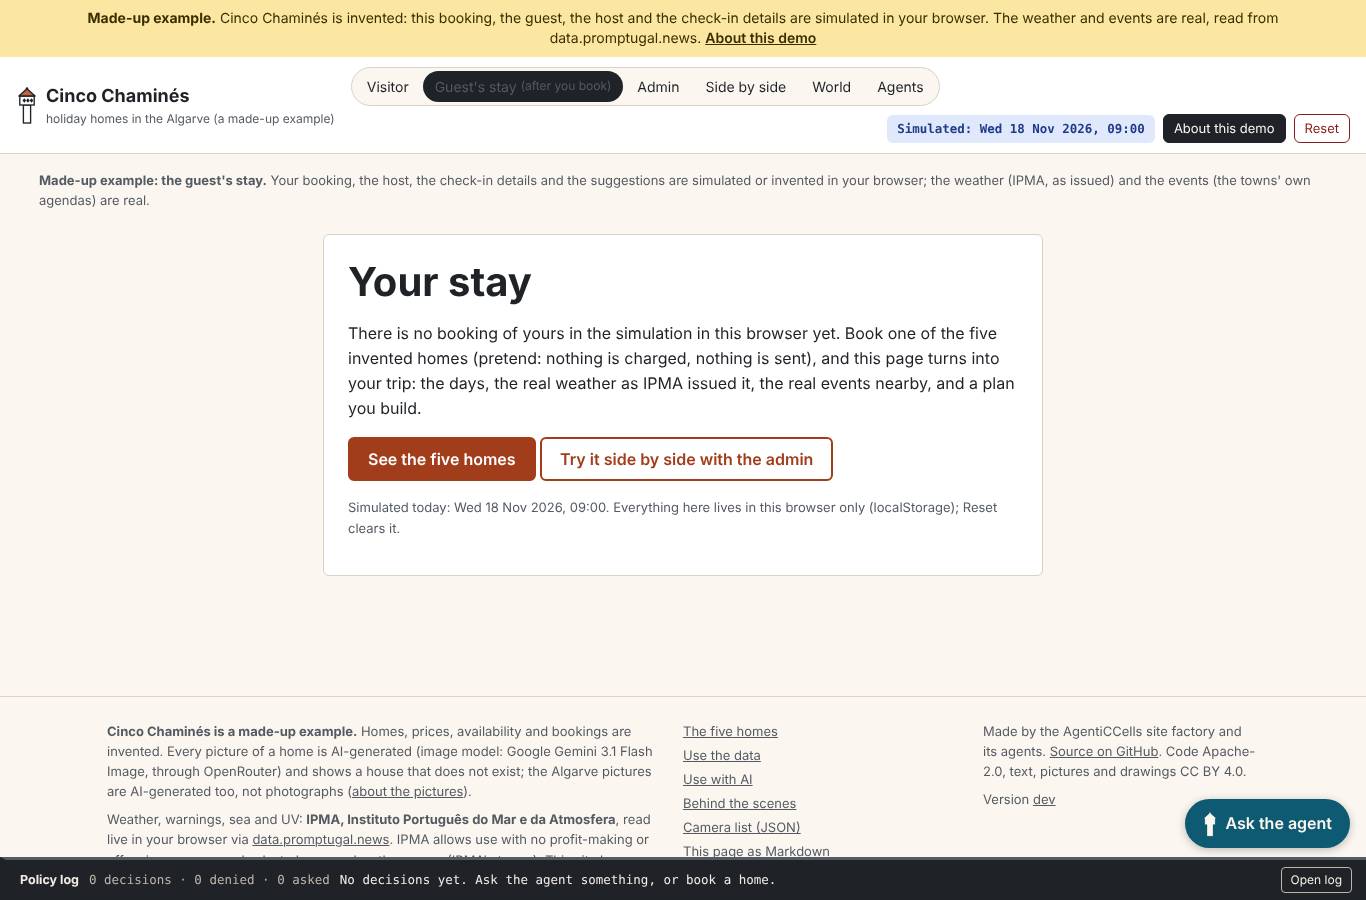 Made-up example. Cinco Chaminés is invented: this booking, the guest, the host and the check-in details are simulated in your browser. The weather and events are real, read from
data.promptugal.news. About this demo
Cinco Chaminés
holiday homes in the Algarve (a made-up example)
Visitor
Guest's stay (after you book)
Admin
Side by side
World
Agents
Simulated: Wed 18 Nov 2026, 09:00
About this demo
Reset
Made-up example: the guest's stay. Your booking, the host, the check-in details and the suggestions are simulated or invented in your browser; the weather (IPMA, as issued) and the events (the towns' own
agendas) are real.
Your stay
There is no booking of yours in the simulation in this browser yet. Book one of the five
invented homes (pretend: nothing is charged, nothing is sent), and this page turns into
your trip: the days, the real weather as IPMA issued it, the real events nearby, and a plan
you build.
See the five homes
Try it side by side with the admin
Simulated today: Wed 18 Nov 2026, 09:00. Everything here lives in this browser only (localStorage); Reset
clears it.
Cinco Chaminés is a made-up example. Homes, prices, availability and bookings are
invented. Every picture of a home is AI-generated (image model: Google Gemini 3.1 Flash
Image, through OpenRouter) and shows a house that does not exist; the Algarve pictures
are AI-generated too, not photographs (about the pictures).
Weather, warnings, sea and UV: IPMA, Instituto Português do Mar e da Atmosfera, read
live in your browser via data.promptugal.news. IPMA allows use with no profit-making or
The five homes
Use the data
Use with AI
Behind the scenes
Camera list (JSON)
This page as Markdown
Made by the AgentiCCells site factory and
its agents. Source on GitHub. Code Apache-
2.0, text, pictures and drawings CC BY 4.0.
Version dev
Ask the agent
Policy log
0 decisions · 0 denied · 0 asked
No decisions yet. Ask the agent something, or book a home.
Open log